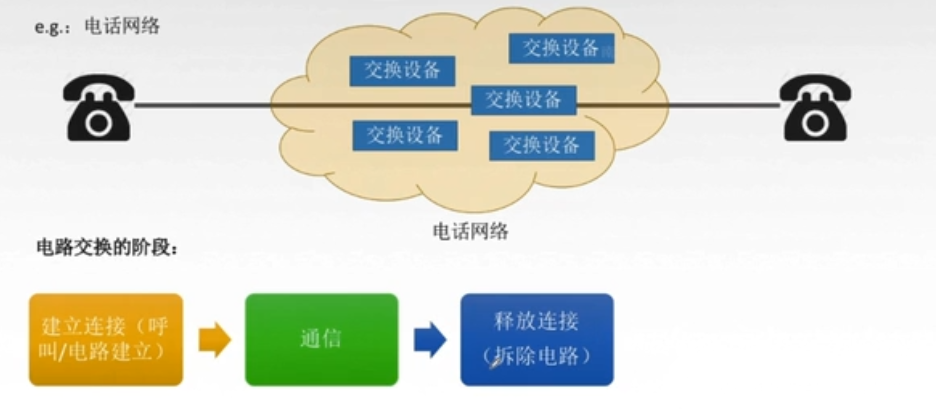 e.g.：电话网络
交换设备
交换设备
交换设备
交换设备
交换设备
电话网络
电路交换的阶段：
建立连接（呼
叫/电路建立）
通信
释放连接
（拆除电路）